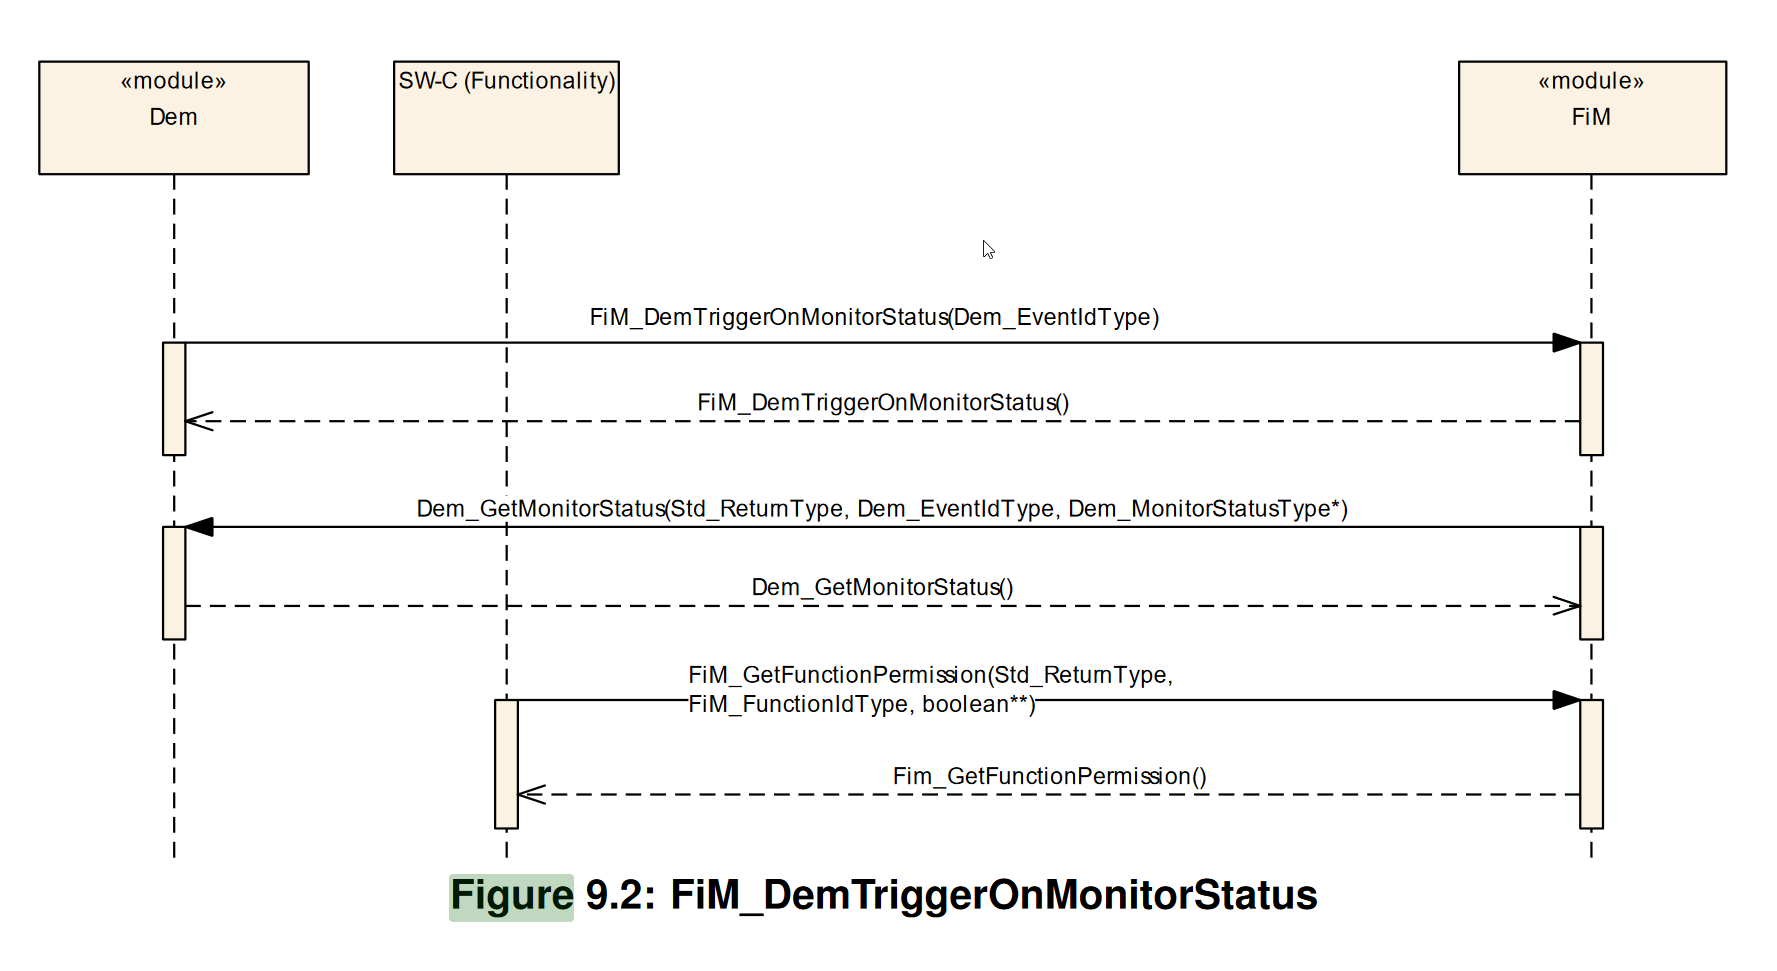 «module»
Dem
SW-C (Functionality)
«module»
FiM
FiM_DemTriggerOnMonitorStatus(Dem_EventIdType)
FiM_DemTriggerOnMonitorStatus()
Dem_GetMonitorStatus(Std_ReturnType, Dem_EventIdType, Dem_MonitorStatusType*)
Dem_GetMonitorStatus()
FiM_GetFunctionPermission(Std_ReturnType,
FiM_FunctionIdType, boolean**)
Fim_GetFunctionPermission()
Figure 9.2: FiM_DemTriggerOnMonitorStatus